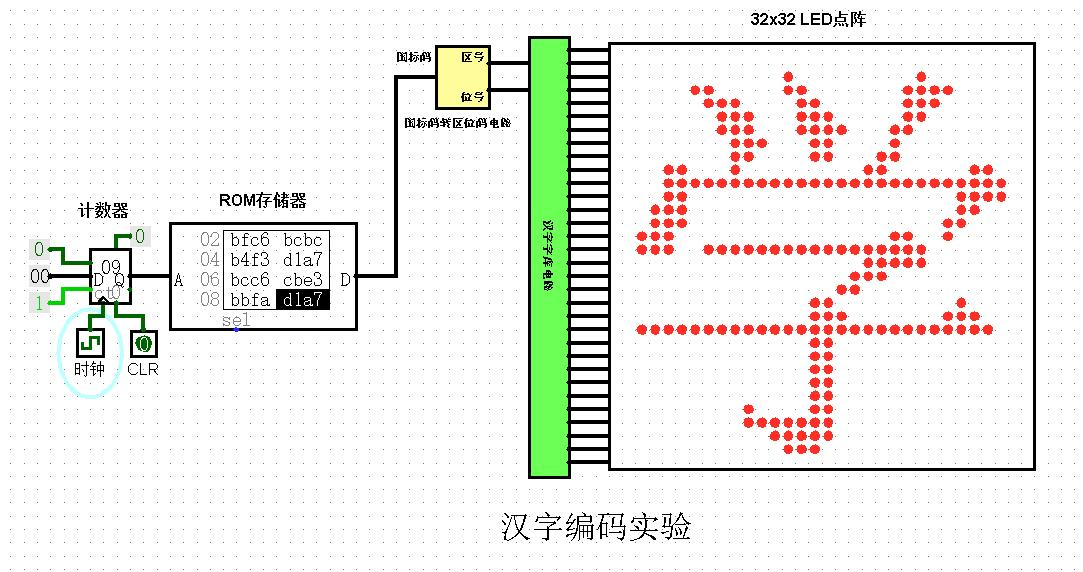 32x32 LED点阵
国标码 区号
位号
国标码转区位码电路
计数器
ROM存储器
0
0
00
1
D 09 Q
ct0
A
02 bfc6 bcbc
04 b4f3 d1a7
06 bcc6 cbe3
08 bbfa d1a7
D
sel
0
时钟
CLR
汉字字库电路
学
汉字编码实验